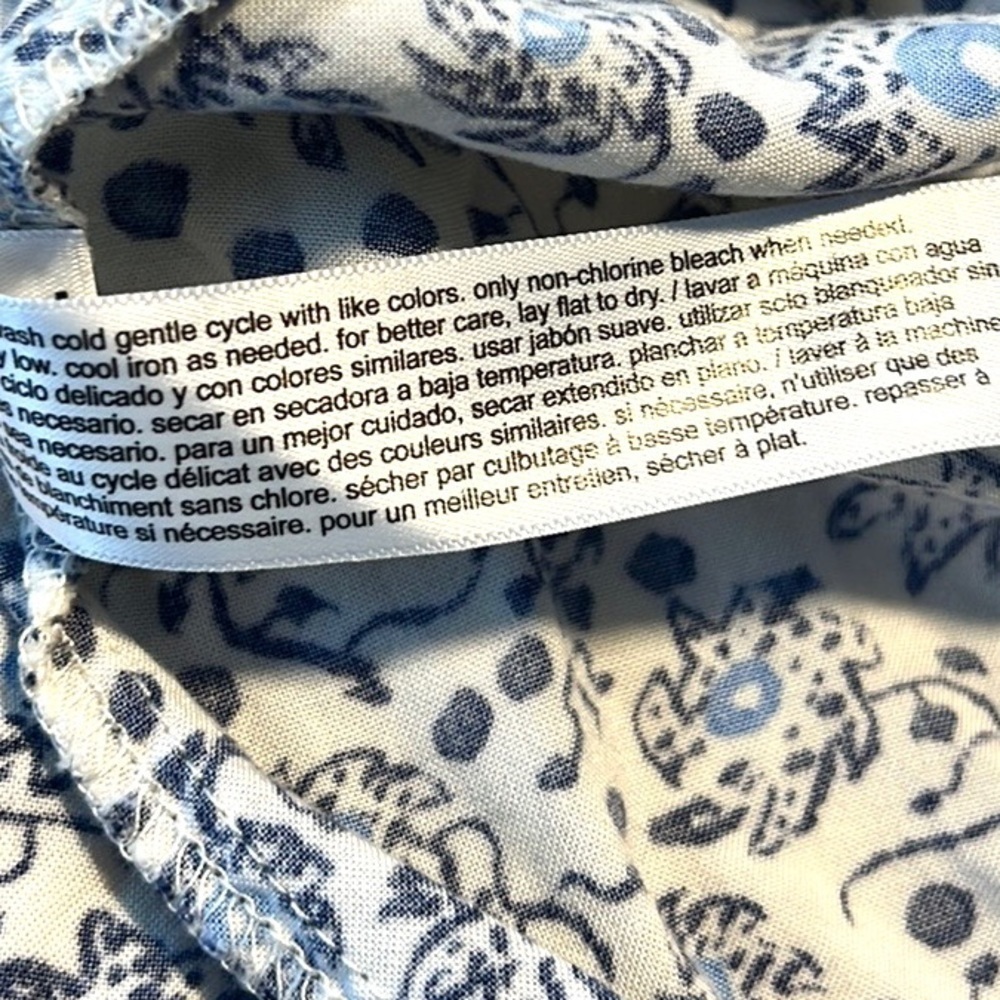 cold gentle cycle with like colors. only non-chlorine bleach when needed.
low. cool iron as needed. for better care, lay flat to dry. / lavar a máquina con agua
ciclo delicado y con colores similares. usar jabón suave. utilizar solo blanqueador sin
necesario. secar en secadora a baja temperatura. planchar a temperatura baja
necesario. para un mejor cuidado, secar extendido en plano. / laver à la machine
au cycle délicat avec des couleurs similaires. si nécessaire, n'utiliser que des
blanchiment sans chlore. sécher par culbutage à basse température. repasser à
température si nécessaire. pour un meilleur entretien, sécher à plat.